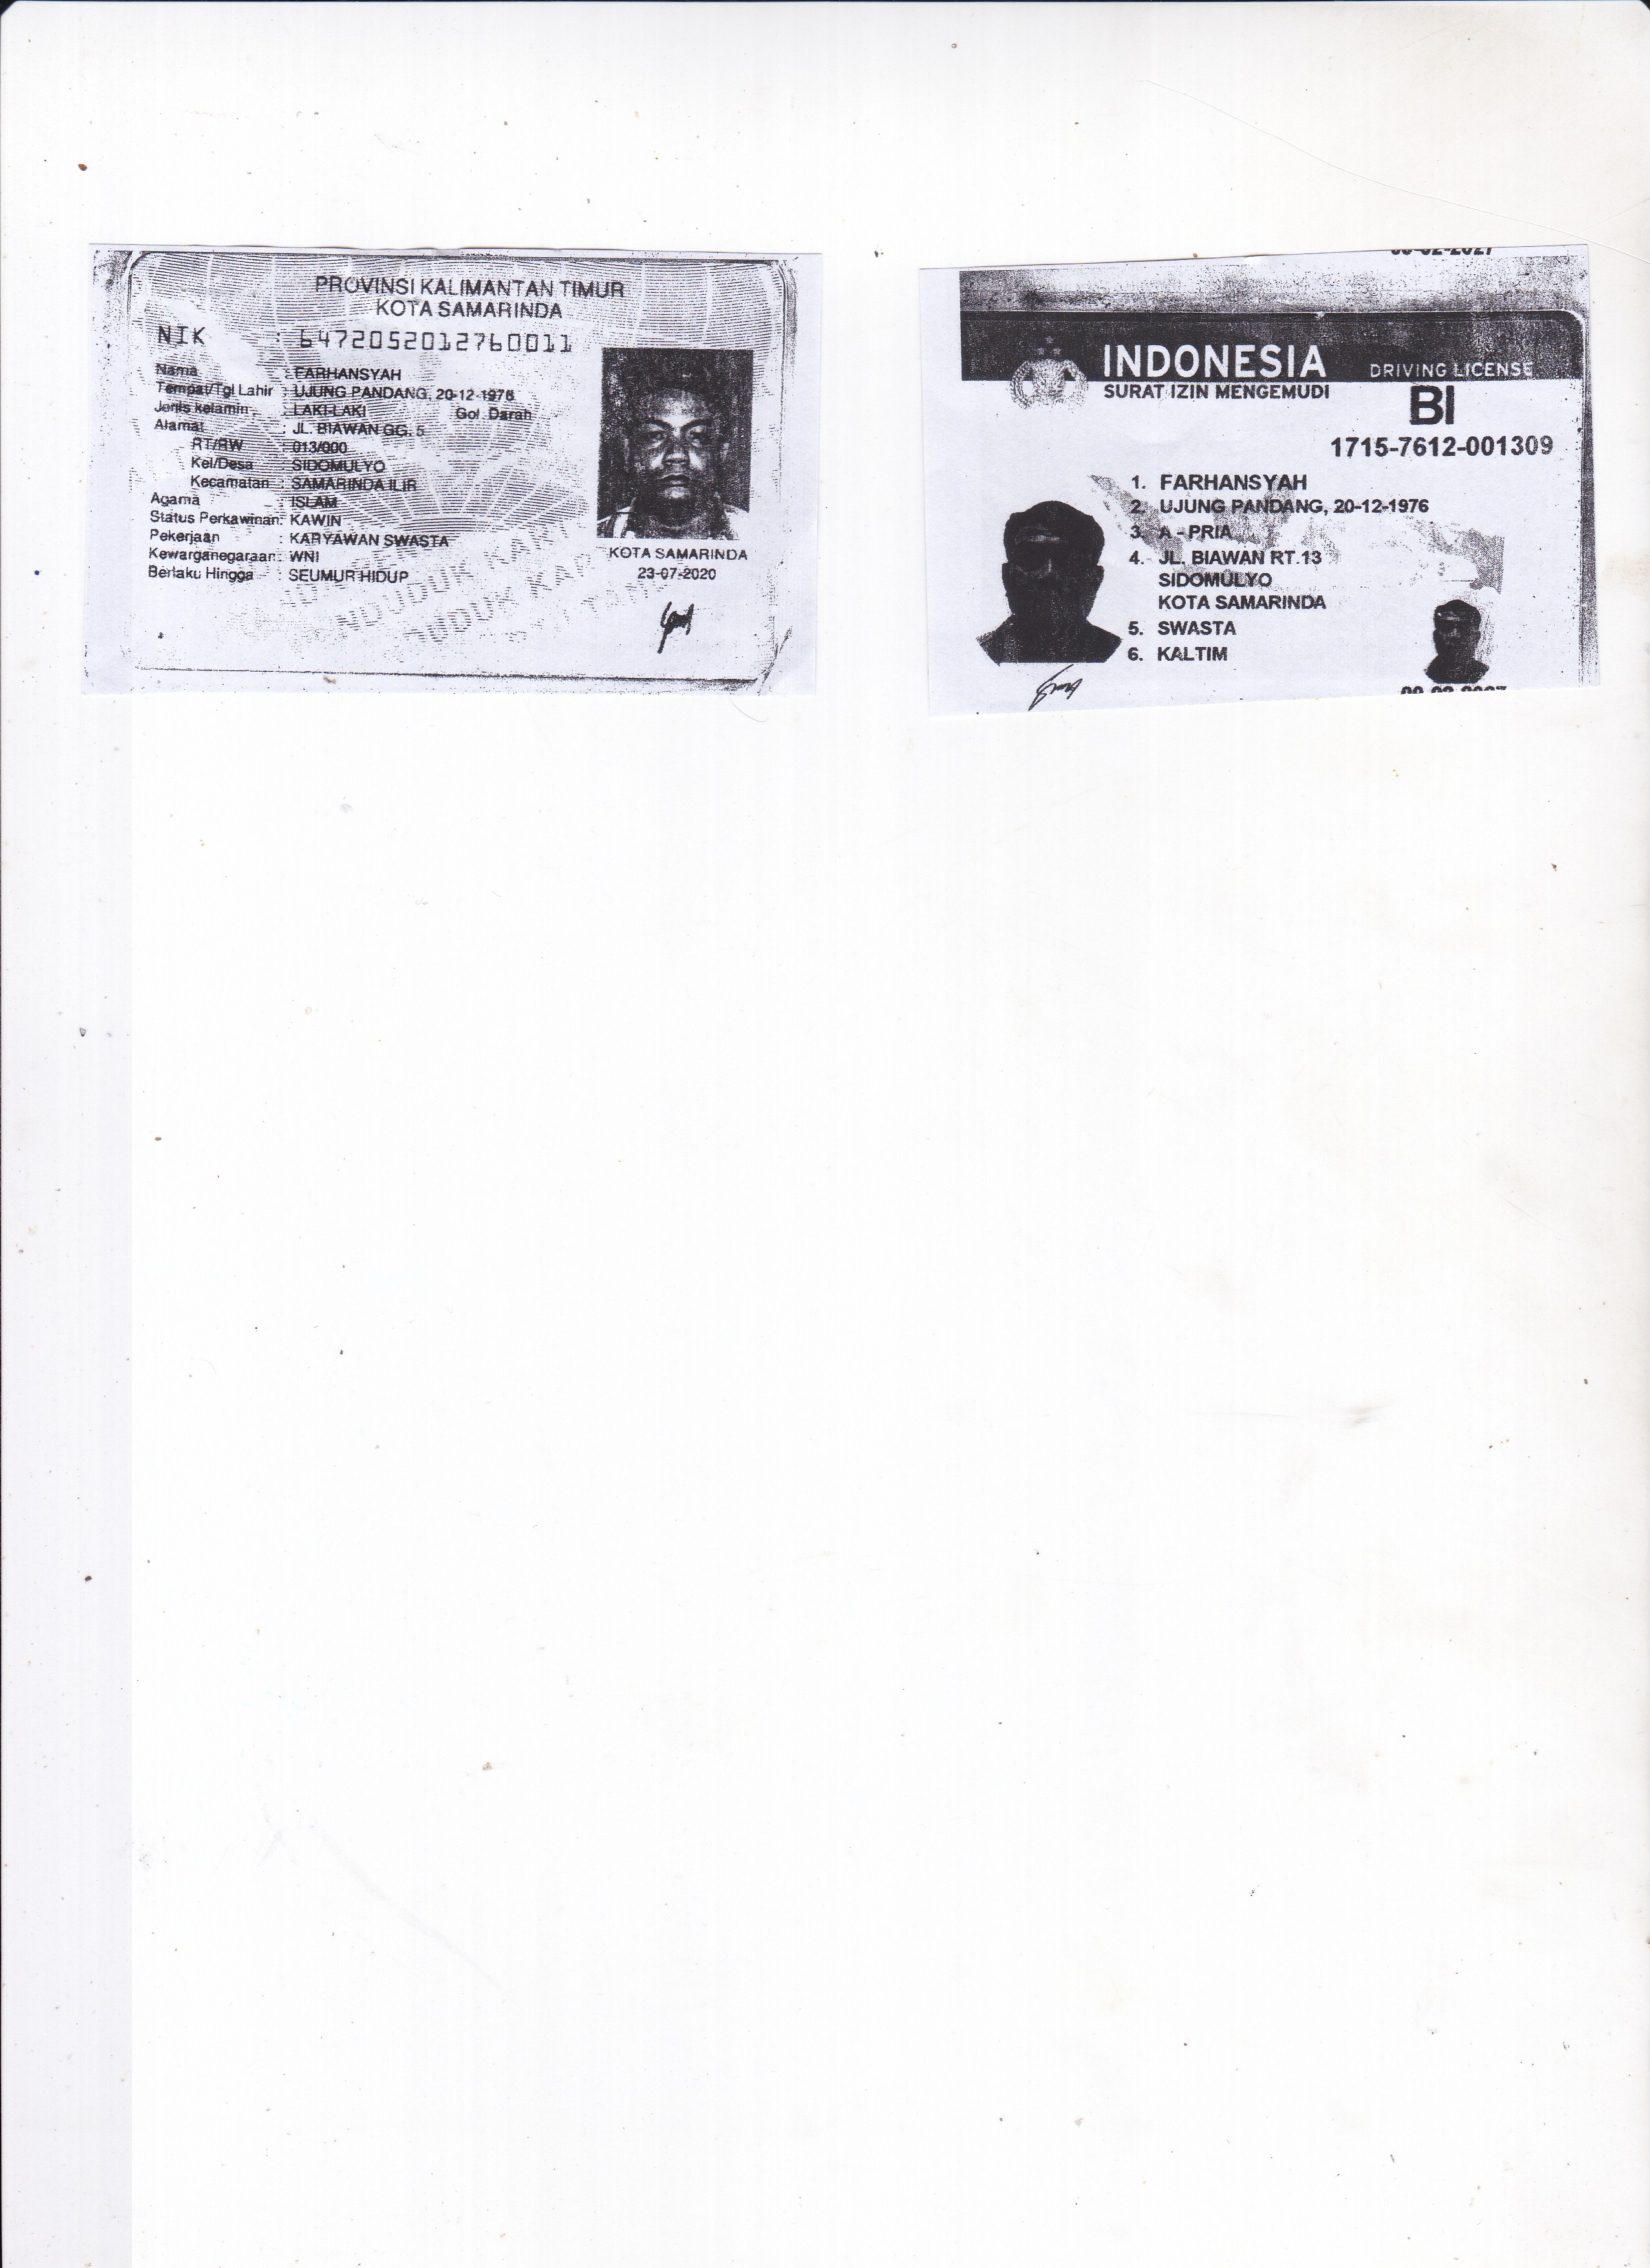 PROVINSI KALIMANTAN TIMUR
KOTA SAMARINDA
NIK : 6472052012760011
Nama : FARHANSYAH
Tempat/Tgl Lahir : UJUNG PANDANG, 20-12-1976
Jenis kelamin : LAKI-LAKI Gol. Darah
Alamat : JL. BIAWAN GG. 5
RT/RW : 013/000
Kel/Desa : SIDOMULYO
Kecamatan : SAMARINDA ILIR
Agama : ISLAM
Status Perkawinan: KAWIN
Pekerjaan : KARYAWAN SWASTA
Kewarganegaraan: WNI
Berlaku Hingga : SEUMUR HIDUP
KOTA SAMARINDA
23-07-2020
INDONESIA DRIVING LICENSE
SURAT IZIN MENGEMUDI
BI
1715-7612-001309
1. FARHANSYAH
2. UJUNG PANDANG, 20-12-1976
3. A - PRIA
4. JL. BIAWAN RT.13
SIDOMULYO
KOTA SAMARINDA
5. SWASTA
6. KALTIM